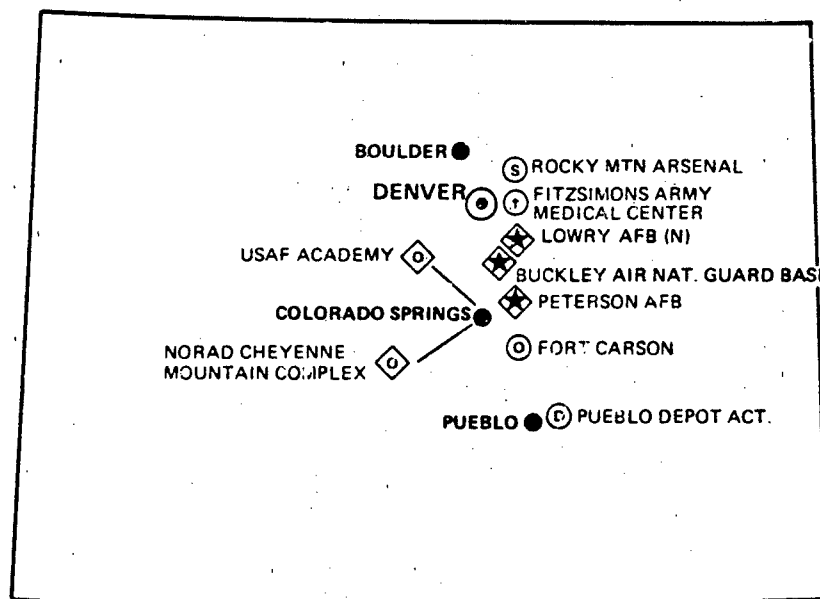 BOULDER
S ROCKY MTN ARSENAL
DENVER
FITZSIMONS ARMY
MEDICAL CENTER
LOWRY AFB (N)
USAF ACADEMY O
BUCKLEY AIR NAT. GUARD BASE
PETERSON AFB
COLORADO SPRINGS
O FORT CARSON
NORAD CHEYENNE
MOUNTAIN COMPLEX O
PUEBLO D PUEBLO DEPOT ACT.